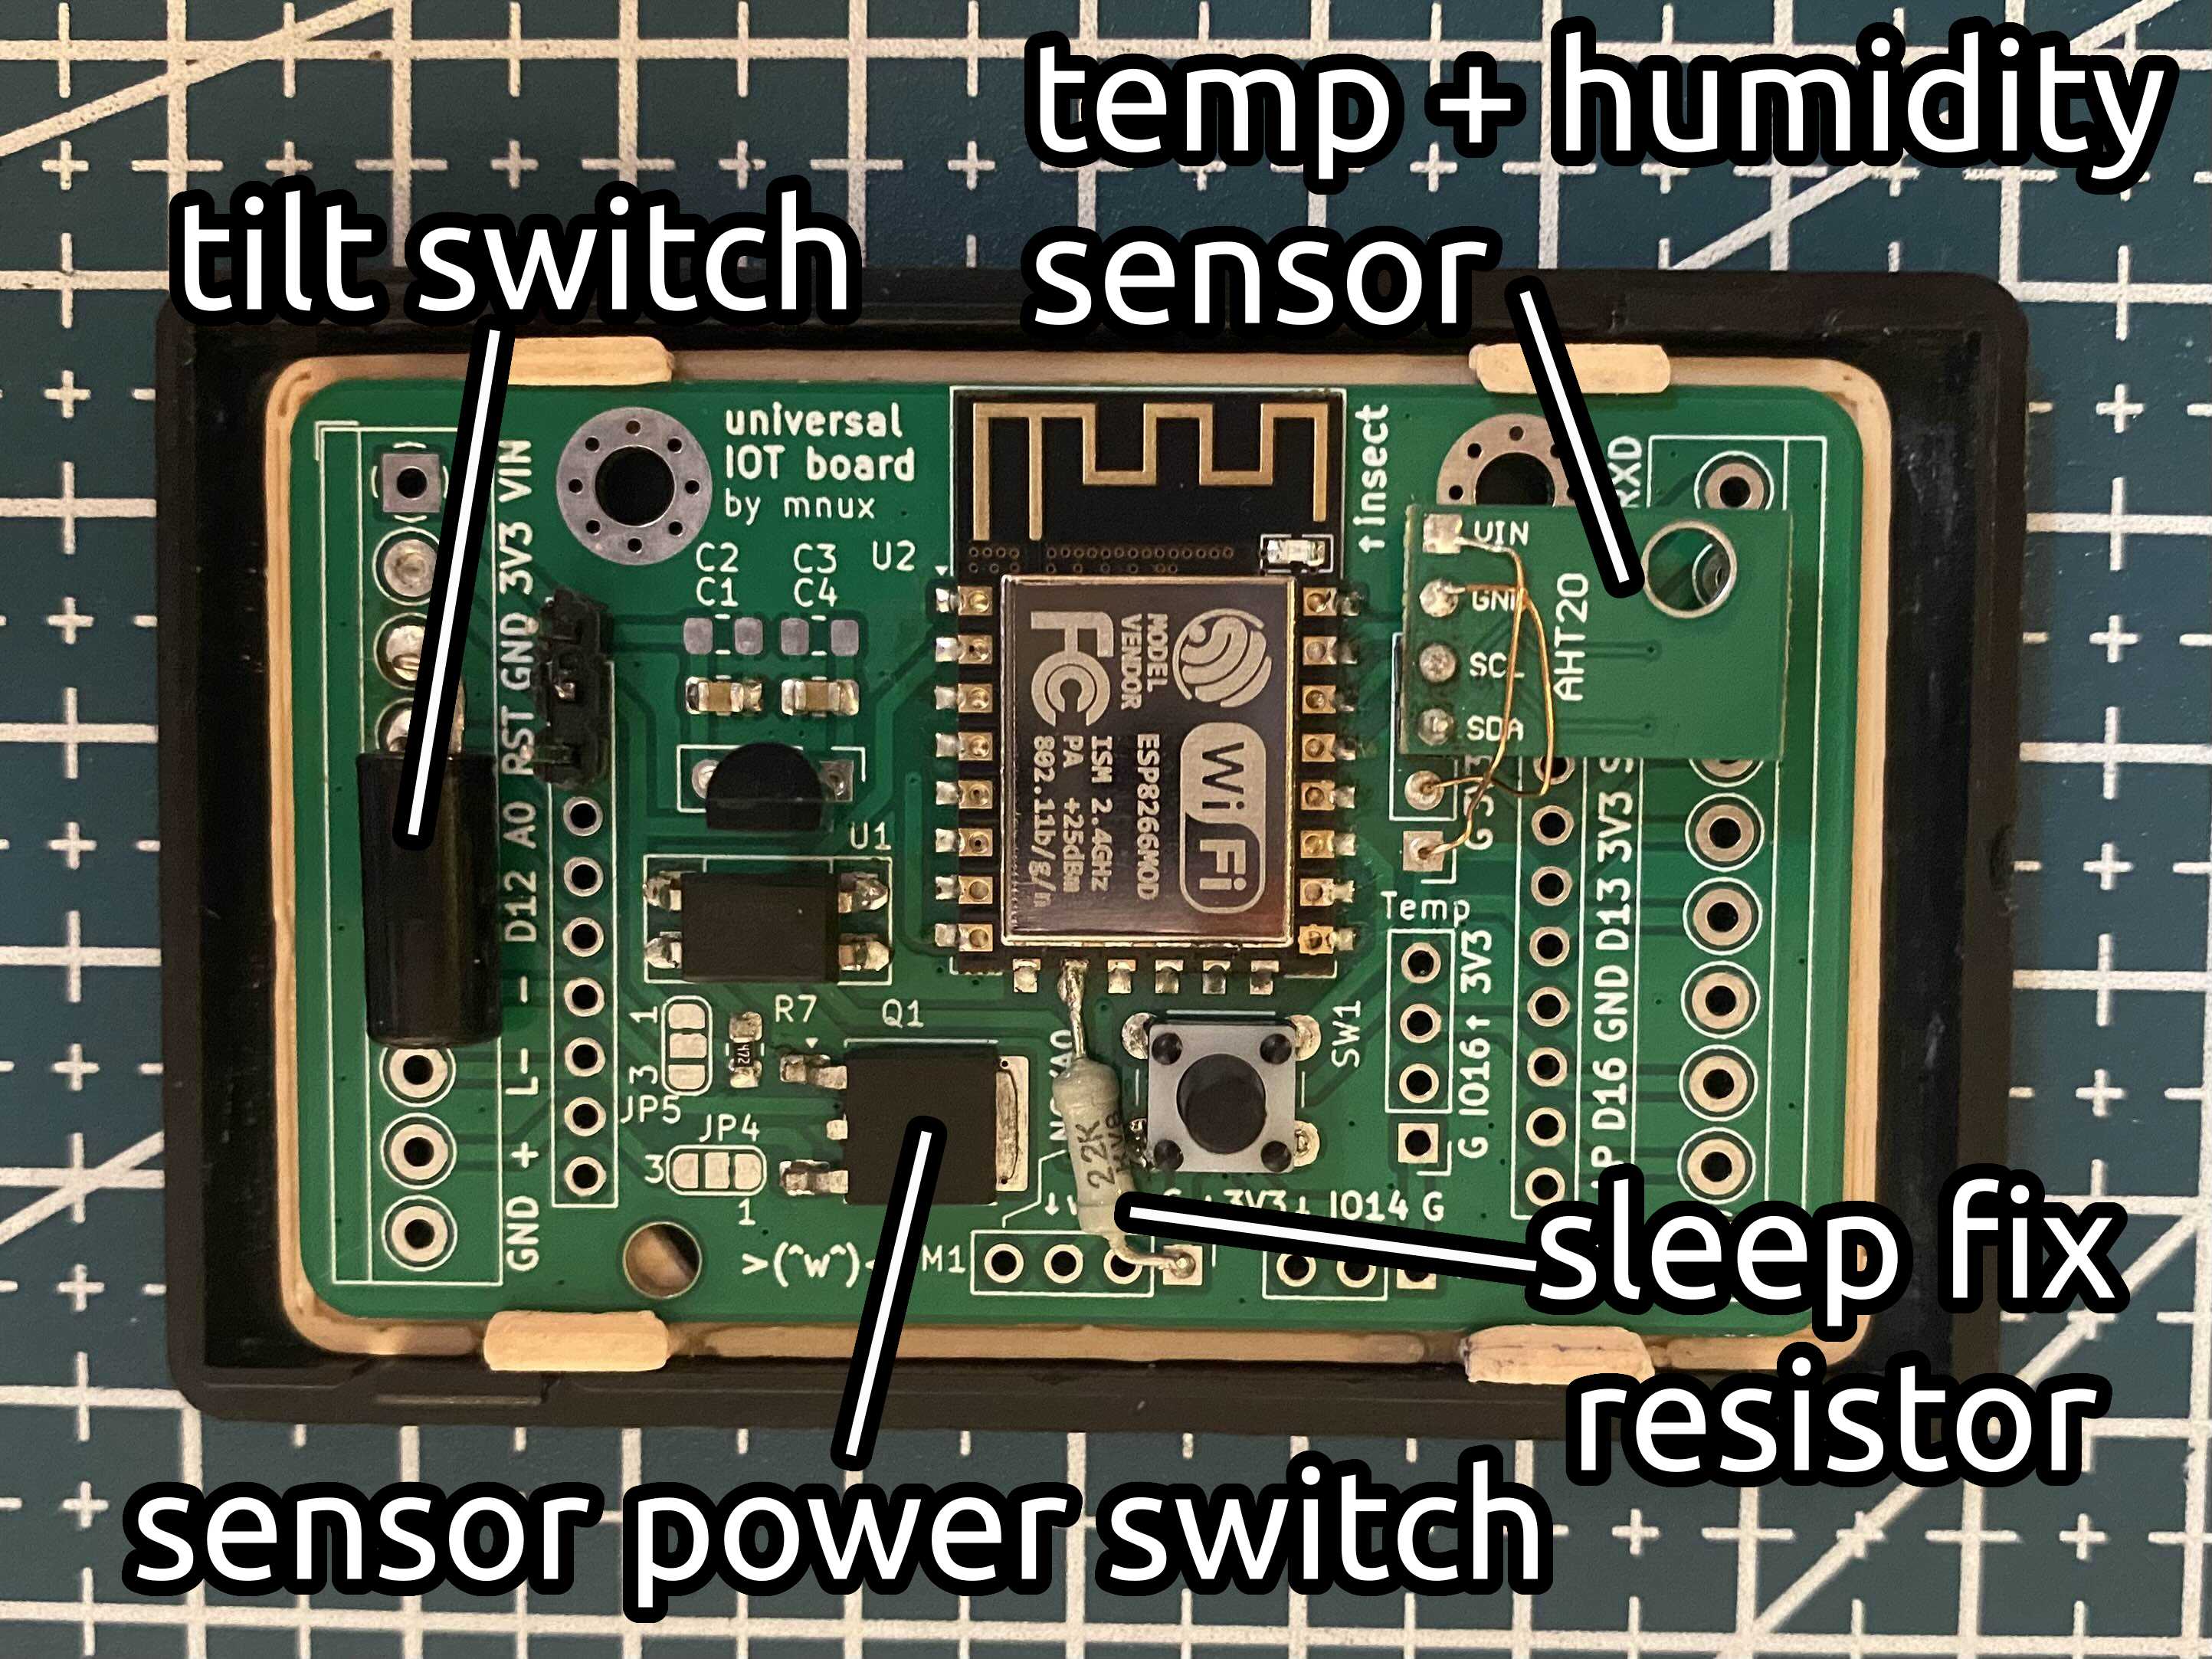 temp + humidity
sensor
tilt switch
universal
IOT board
by mnux
↑insect
RXD
VIN
GND
SCL
SDA
AHT20
C2 C3 U2
C1 C4
GND 3V3 VIN
D12 A0 RST
GND + L- -
FC
MODEL
VENDOR
ESP8266MOD
ISM 2.4GHz
PA +25dBm
802.11b/g/n
WiFi
U1
Temp
G IO16↑ 3V3
D16 GND D13 3V3
R7 Q1
472
1
3
JP5
JP4
3
1
22K
SW1
>(^w^)
M1
3V3⊥ IO14 G
sleep fix
resistor
sensor power switch